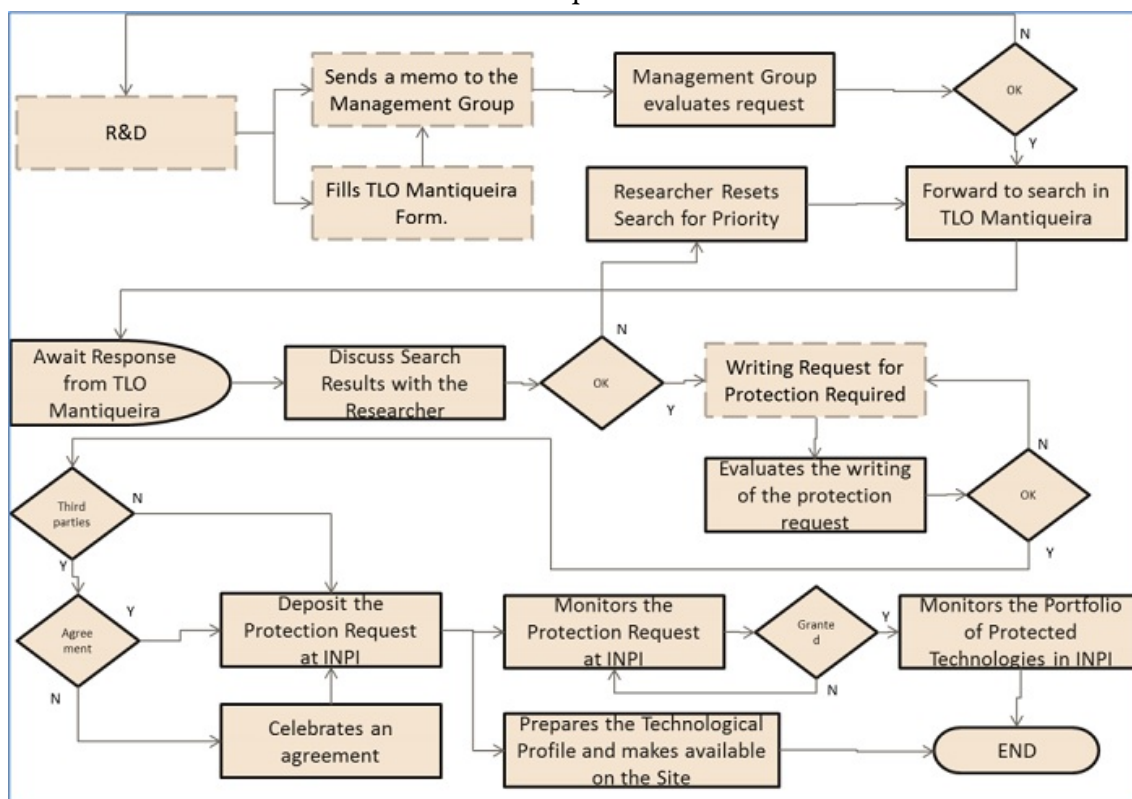 R&D
Sends a memo to the
Management Group
Management Group
evaluates request
OK
N
Y
Fills TLO Mantiqueira
Form.
Researcher Resets
Search for Priority
Forward to search in
TLO Mantiqueira
Await Response
from TLO
Mantiqueira
Discuss Search
Results with the
Researcher
OK
N
Y
Writing Request for
Protection Required
Evaluates the writing
of the protection
request
OK
N
Y
Third
parties
N
Y
Agree
ment
Y
N
Deposit the
Protection Request
at INPI
Celebrates an
agreement
Monitors the
Protection Request
at INPI
Grante
d
Y
N
Monitors the Portfolio
of Protected
Technologies in INPI
Prepares the Technological
Profile and makes available
on the Site
END